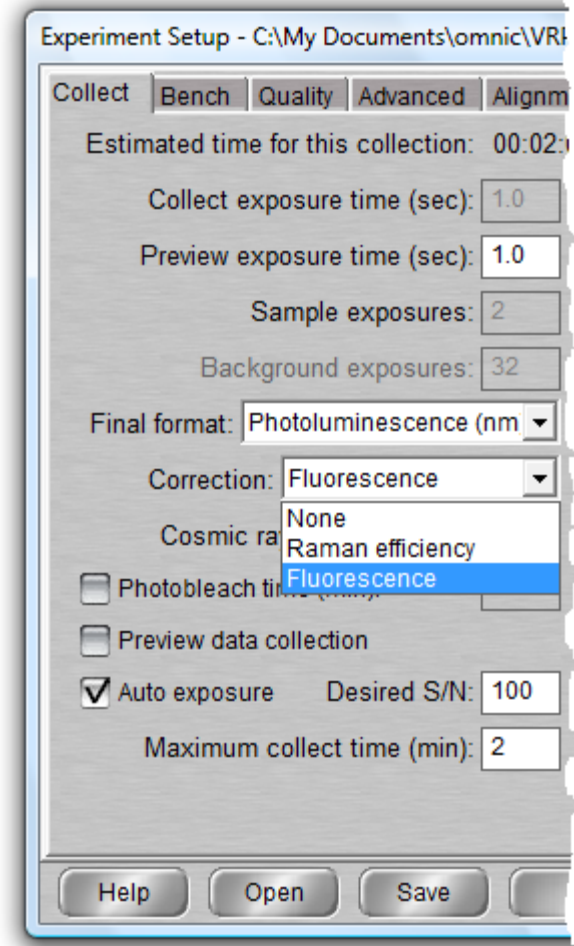 Experiment Setup - C:\My Documents\omnic\
Collect Bench Quality Advanced
Estimated time for this collection: 00:02:
Collect exposure time (sec): 1.0
Preview exposure time (sec): 1.0
Sample exposures: 2
Background exposures: 32
Final format: Photoluminescence (nm
Correction: Fluorescence
None
Cosmic
Raman efficiency
Fluorescence
Photobleach
Preview data collection
Auto exposure Desired S/N: 100
Maximum collect time (min): 2
Help Open Save